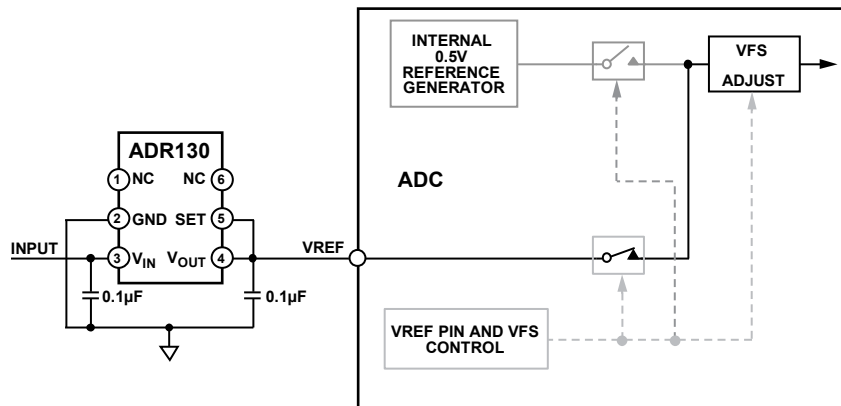 INTERNAL
0.5V
REFERENCE
GENERATOR
VFS
ADJUST
ADC
ADR130
1 NC
NC 6
2 GND
SET 5
INPUT
3 VIN
VOUT 4
VREF
0.1µF
0.1µF
VREF PIN AND VFS
CONTROL